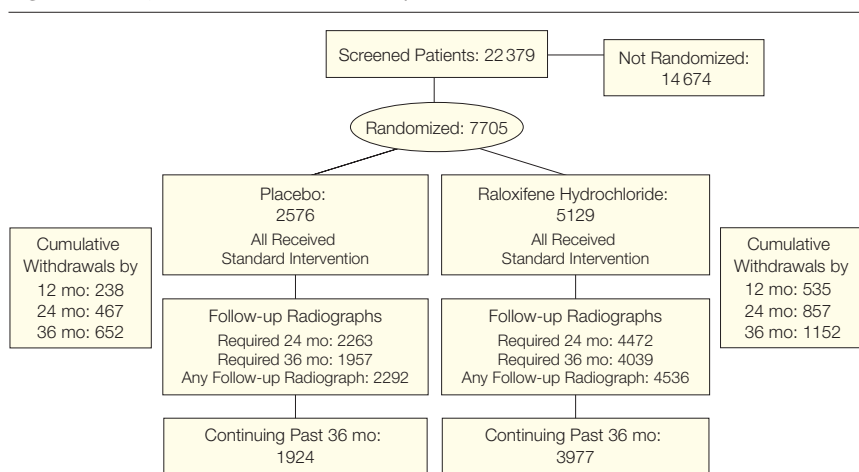 Screened Patients: 22 379
Not Randomized:
14 674
Randomized: 7705
Placebo:
2576
All Received
Standard Intervention
Raloxifene Hydrochloride:
5129
All Received
Standard Intervention
Cumulative
Withdrawals by
12 mo: 238
24 mo: 467
36 mo: 652
Follow-up Radiographs
Required 24 mo: 2263
Required 36 mo: 1957
Any Follow-up Radiograph: 2292
Follow-up Radiographs
Required 24 mo: 4472
Required 36 mo: 4039
Any Follow-up Radiograph: 4536
Cumulative
Withdrawals by
12 mo: 535
24 mo: 857
36 mo: 1152
Continuing Past 36 mo:
1924
Continuing Past 36 mo:
3977